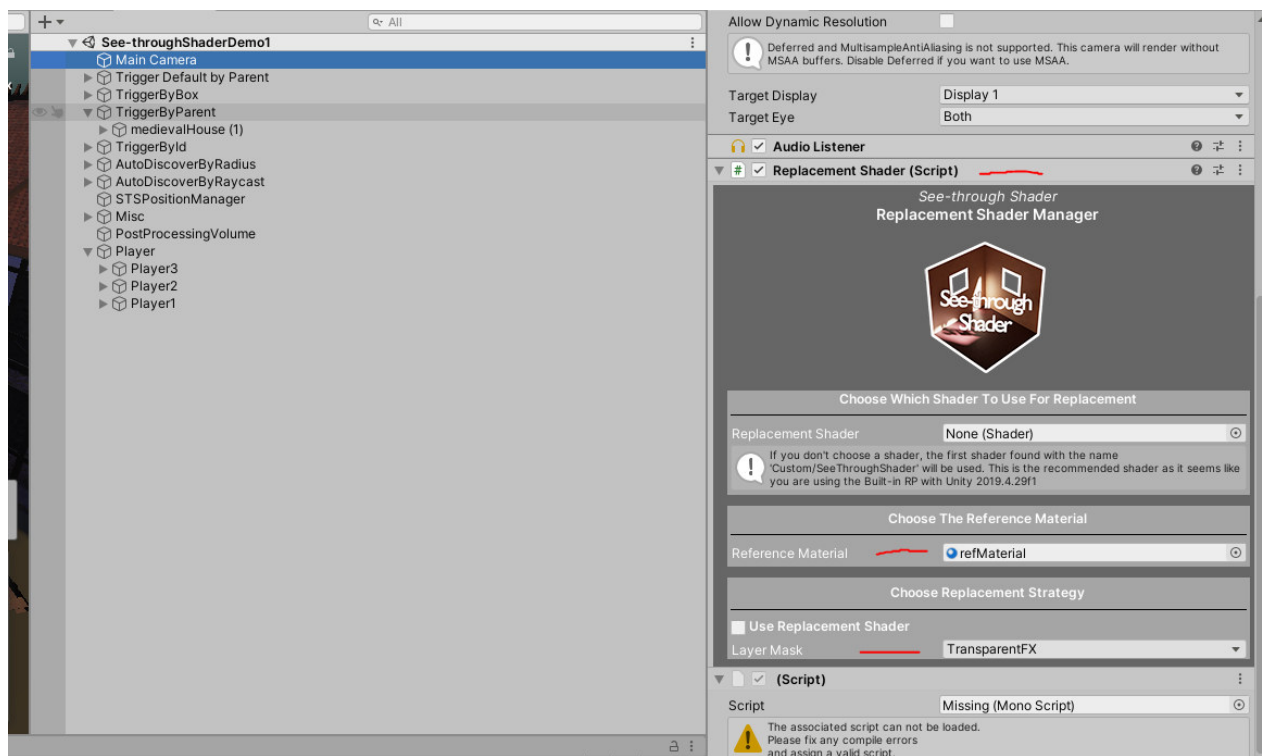 All
See-throughShaderDemo1
Main Camera
Trigger Default by Parent
TriggerByBox
TriggerByParent
medievalHouse (1)
TriggerById
AutoDiscoverByRadius
AutoDiscoverByRaycast
STSPositionManager
Misc
PostProcessingVolume
Player
Player3
Player2
Player1
Allow Dynamic Resolution
Deferred and MultisampleAntiAliasing is not supported. This camera will render without
MSAA buffers. Disable Deferred if you want to use MSAA.
Target Display Display 1
Target Eye Both
Audio Listener
# Replacement Shader (Script)
See-through Shader
Replacement Shader Manager
See-through
Shader
Choose Which Shader To Use For Replacement
Replacement Shader None (Shader)
If you don't choose a shader, the first shader found with the name
'Custom/SeeThroughShader' will be used. This is the recommended shader as it seems like
you are using the Built-in RP with Unity 2019.4.29f1
Choose The Reference Material
Reference Material refMaterial
Choose Replacement Strategy
Use Replacement Shader
Layer Mask TransparentFX
(Script)
Script Missing (Mono Script)
The associated script can not be loaded.
Please fix any compile errors
and assign a valid script.